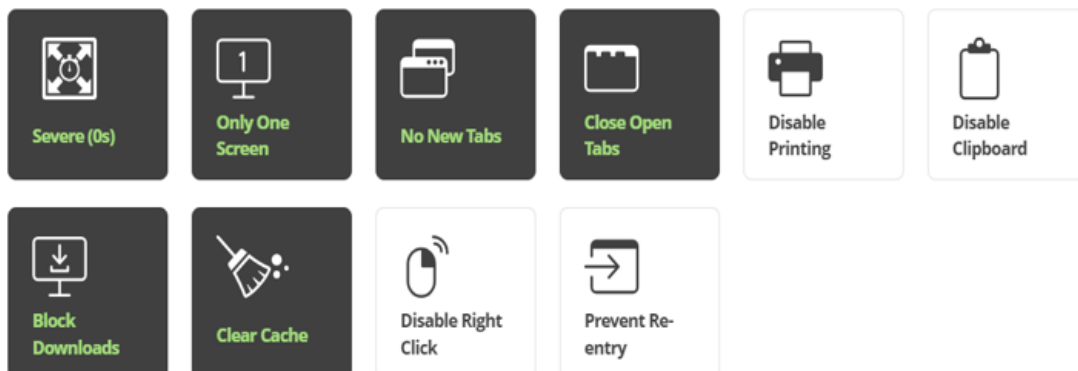 Severe (0s)
1
Only One
Screen
No New Tabs
Close Open
Tabs
Disable
Printing
Disable
Clipboard
Block
Downloads
Clear Cache
Disable Right
Click
Prevent Re-
entry